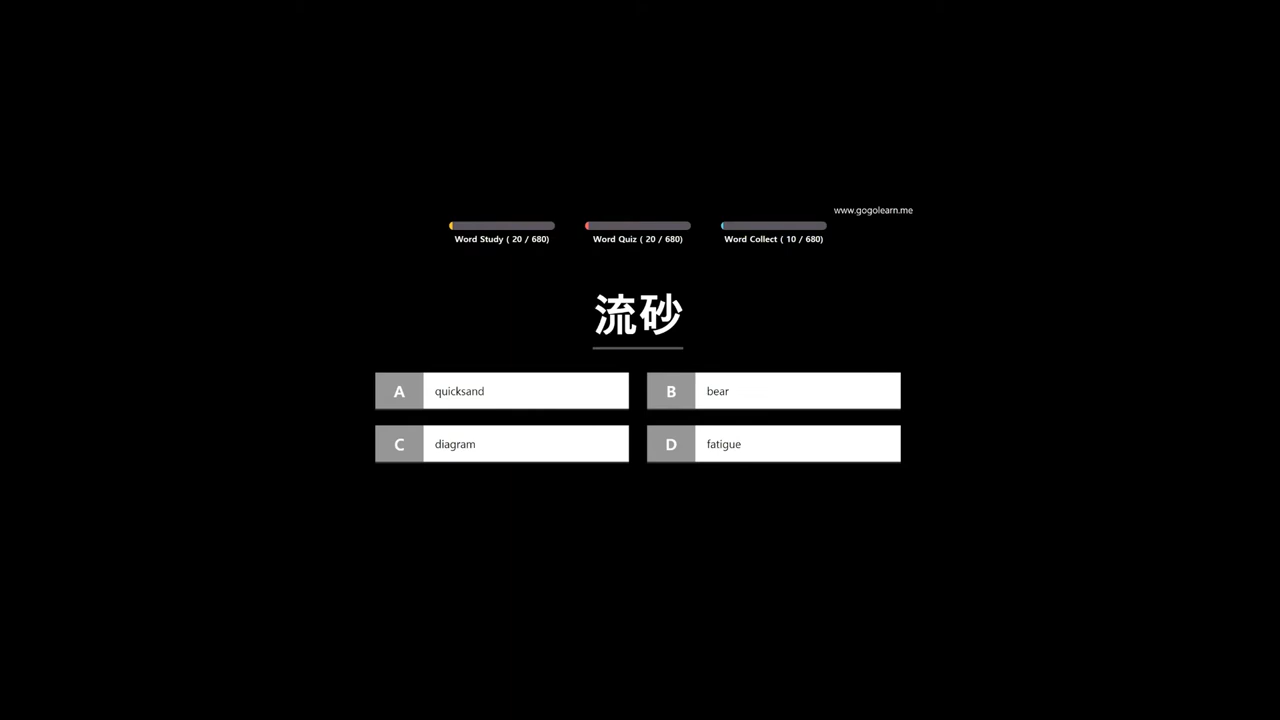 www.gogolearn.me
Word Study ( 20 / 680)
Word Quiz ( 20 / 680)
Word Collect ( 10 / 680)
流砂
A quicksand
B bear
C diagram
D fatigue